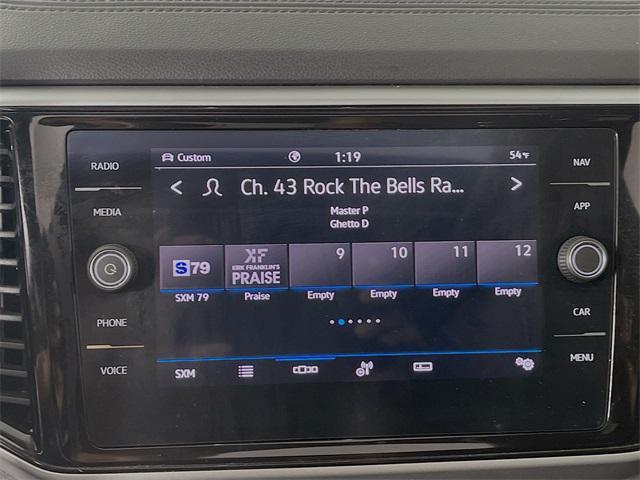 Custom 1:19 54°F
Ch. 43 Rock The Bells Ra...
Master P
Ghetto D
RADIO
MEDIA
PHONE
VOICE
NAV
APP
CAR
MENU
S79 KF 9 10 11 12
KIRK FRANKLIN'S
PRAISE
SXM 79 Praise Empty Empty Empty Empty
SXM